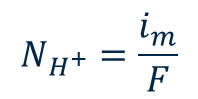 $N_{H^+} = \frac{i_m}{F}$